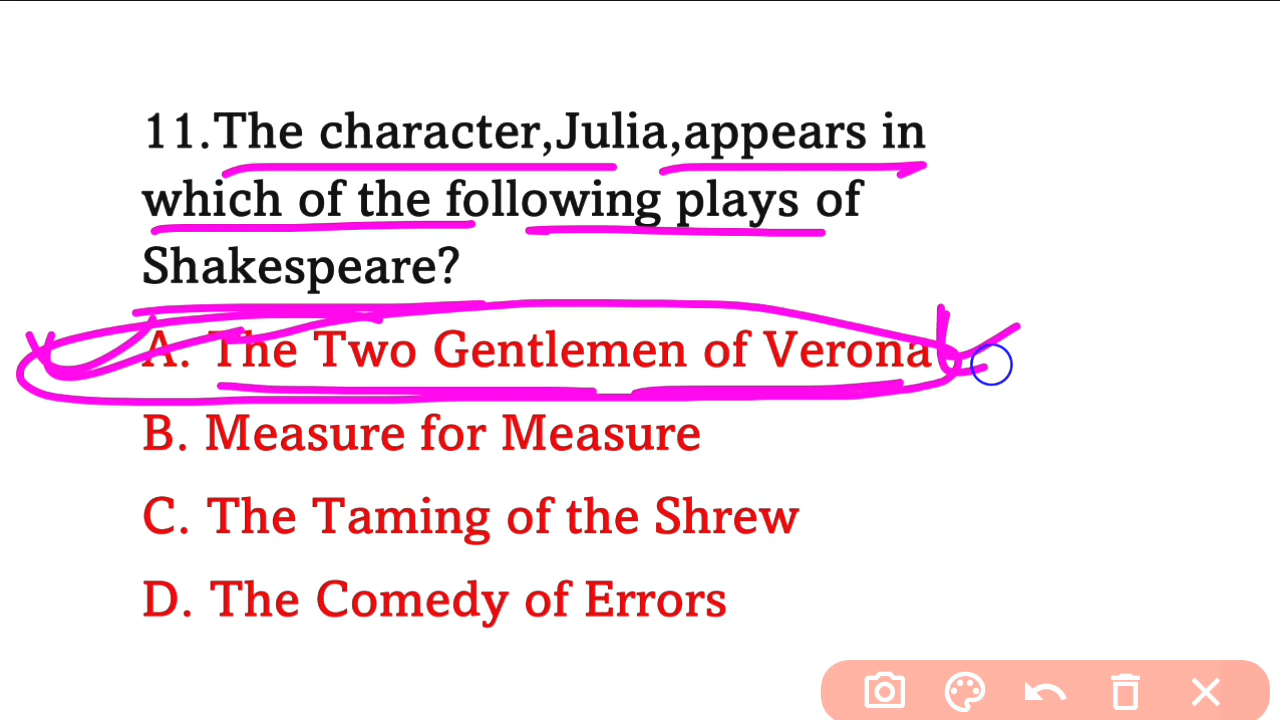 11.The character,Julia,appears in
which of the following plays of
Shakespeare?
A. The Two Gentlemen of Verona
B. Measure for Measure
C. The Taming of the Shrew
D. The Comedy of Errors